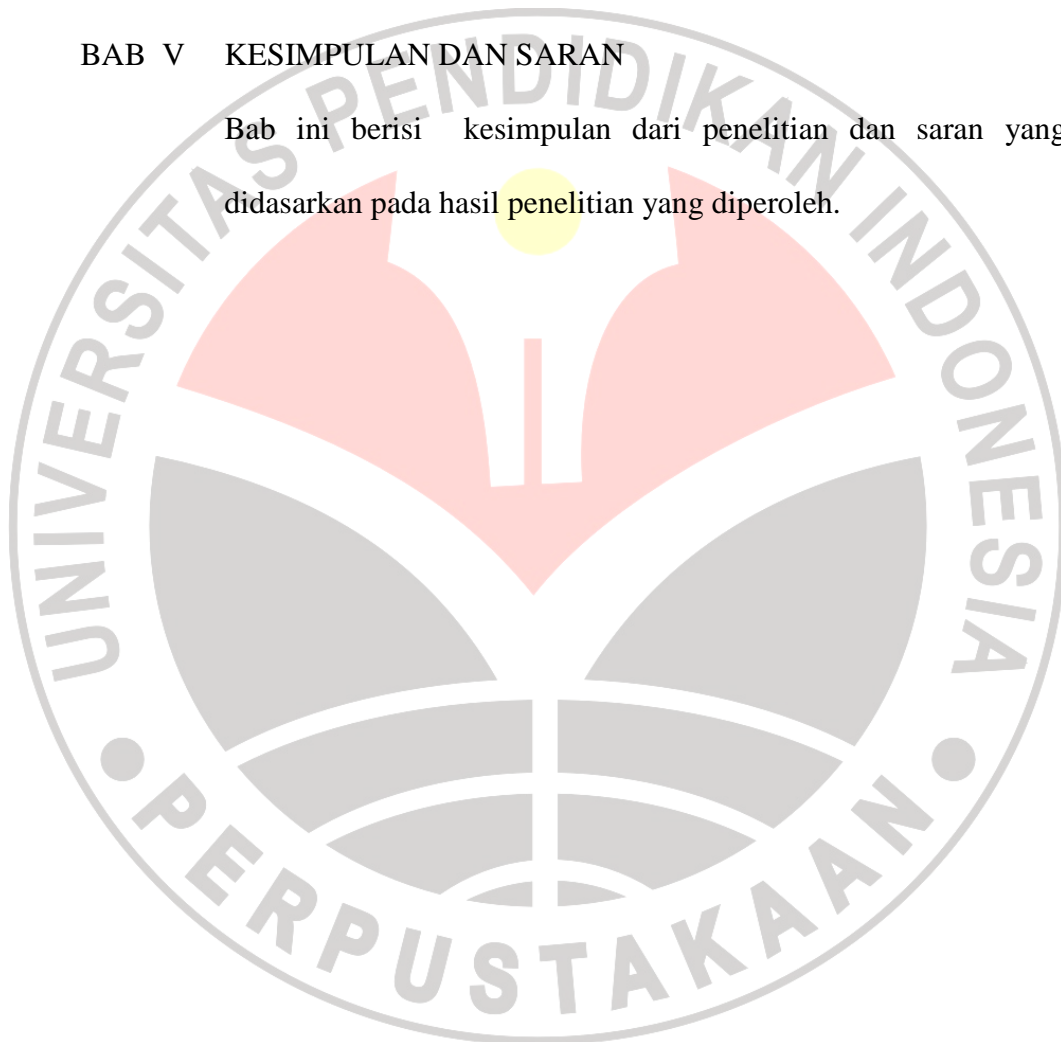 BAB V KESIMPULAN DAN SARAN
Bab ini berisi kesimpulan dari penelitian dan saran yang
didasarkan pada hasil penelitian yang diperoleh.
UNIVERSITAS PENDIDIKAN INDONESIA
PERPUSTAKAAN